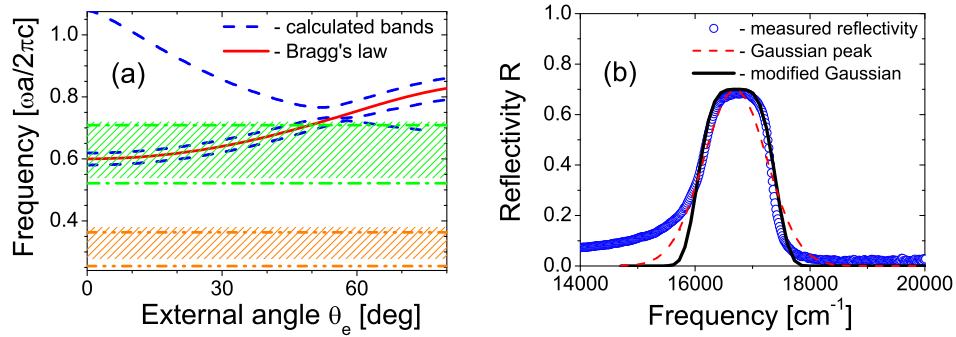 - calculated bands
- Bragg's law
(a)
Frequency [ωa/2πc]
1.0
0.8
0.6
0.4
0
30
60
External angle θe [deg]
- measured reflectivity
- Gaussian peak
- modified Gaussian
(b)
Reflectivity R
1.0
0.8
0.6
0.4
0.2
0.0
14000
16000
18000
20000
Frequency [cm-1]